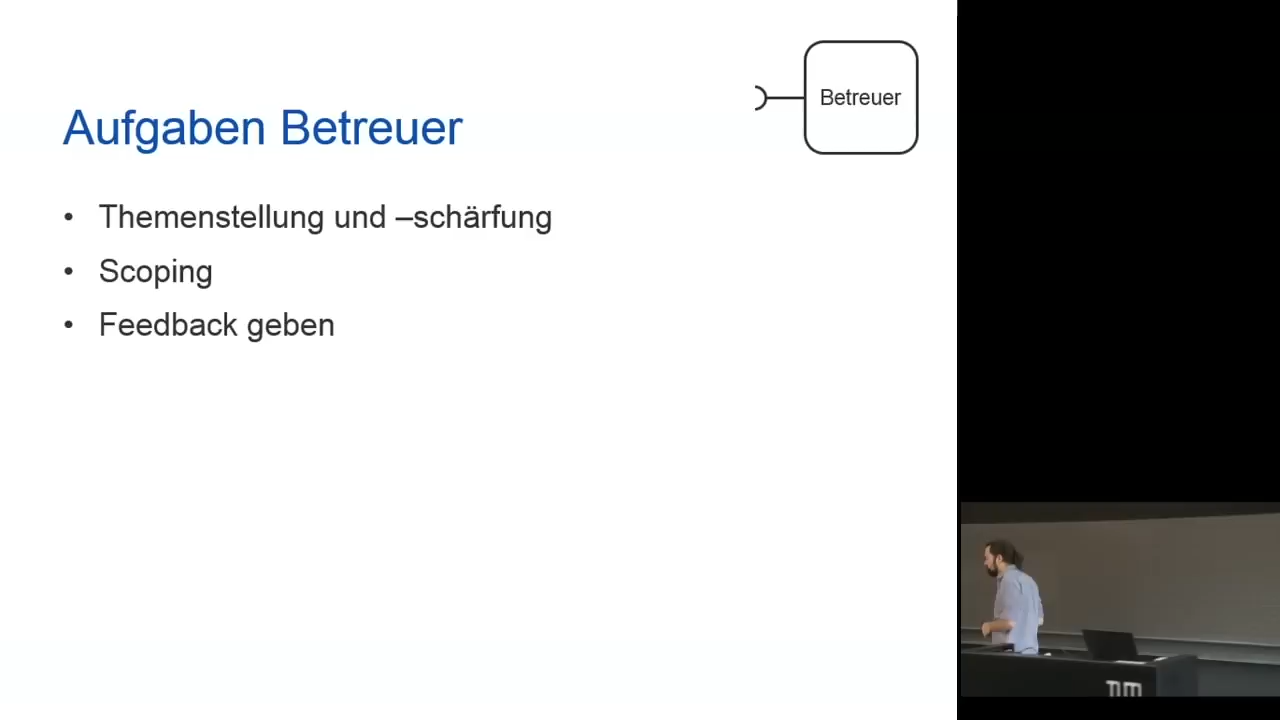 Betreuer
Aufgaben Betreuer
• Themenstellung und –schärfung
• Scoping
• Feedback geben
TUM